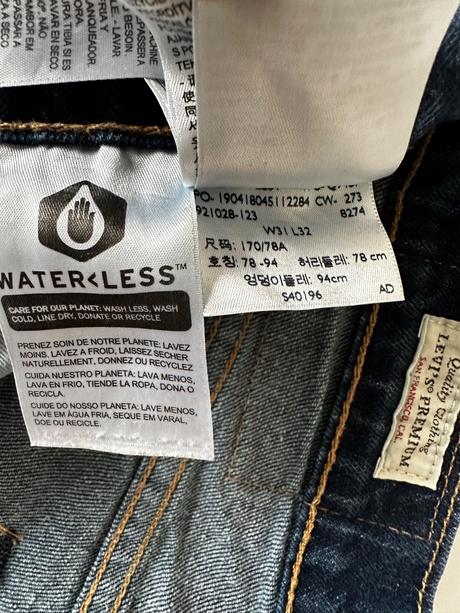 WATER<LESS™
CARE FOR OUR PLANET: WASH LESS, WASH
COLD, LINE DRY, DONATE OR RECYCLE
PRENEZ SOIN DE NOTRE PLANETE: LAVEZ
MOINS, LAVEZ A FROID, LAISSEZ SECHER
NATURELLEMENT, DONNEZ OU RECYCLEZ
CUIDA NUESTRO PLANETA: LAVA MENOS,
LAVA EN FRIO, TIENDE LA ROPA, DONA O
RECICLA.
CUIDE DO NOSSO PLANETA: LAVE MENOS,
LAVE EM ÁGUA FRIA, SEQUE EM VARAL,
DOE OU RECICLE.
PO- 190418045112284 CW- 273
921028-123 8274
W31 L32
尺码: 170/78A
호칭: 78 -94 허리둘레: 78 cm
엉덩이둘레: 94cm
S40196 AD
Quality Clothing
LEVI'S® PREMIUM
SAN FRANCISCO, CAL.